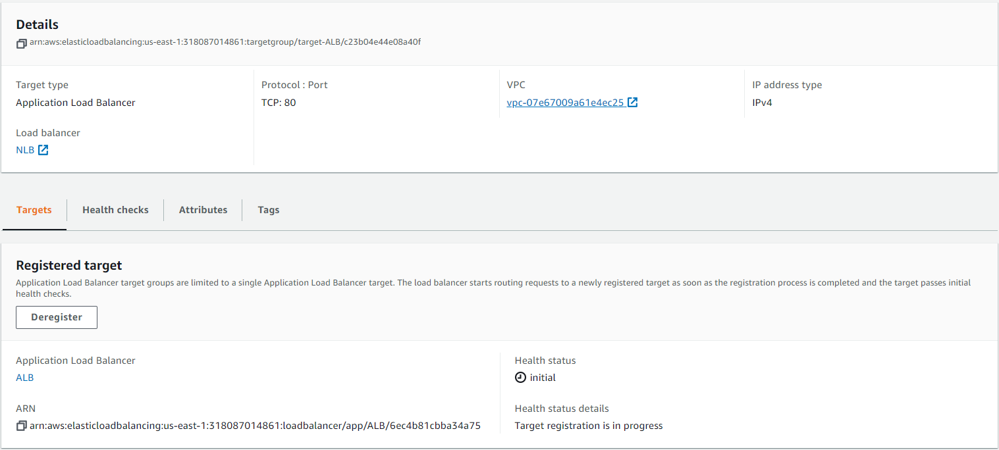 Details
arn:aws:elasticloadbalancing:us-east-1:318087014861:targetgroup/target-ALB/c23b04e44e08a40f
Target type
Application Load Balancer
Protocol : Port
TCP: 80
VPC
vpc-07e67009a61e4ec25
IP address type
IPv4
Load balancer
NLB
Targets
Health checks
Attributes
Tags
Registered target
Application Load Balancer target groups are limited to a single Application Load Balancer target. The load balancer starts routing requests to a newly registered target as soon as the registration process is completed and the target passes initial
health checks.
Deregister
Application Load Balancer
ALB
Health status
initial
ARN
arn:aws:elasticloadbalancing:us-east-1:318087014861:loadbalancer/app/ALB/6ec4b81cbba34a75
Health status details
Target registration is in progress